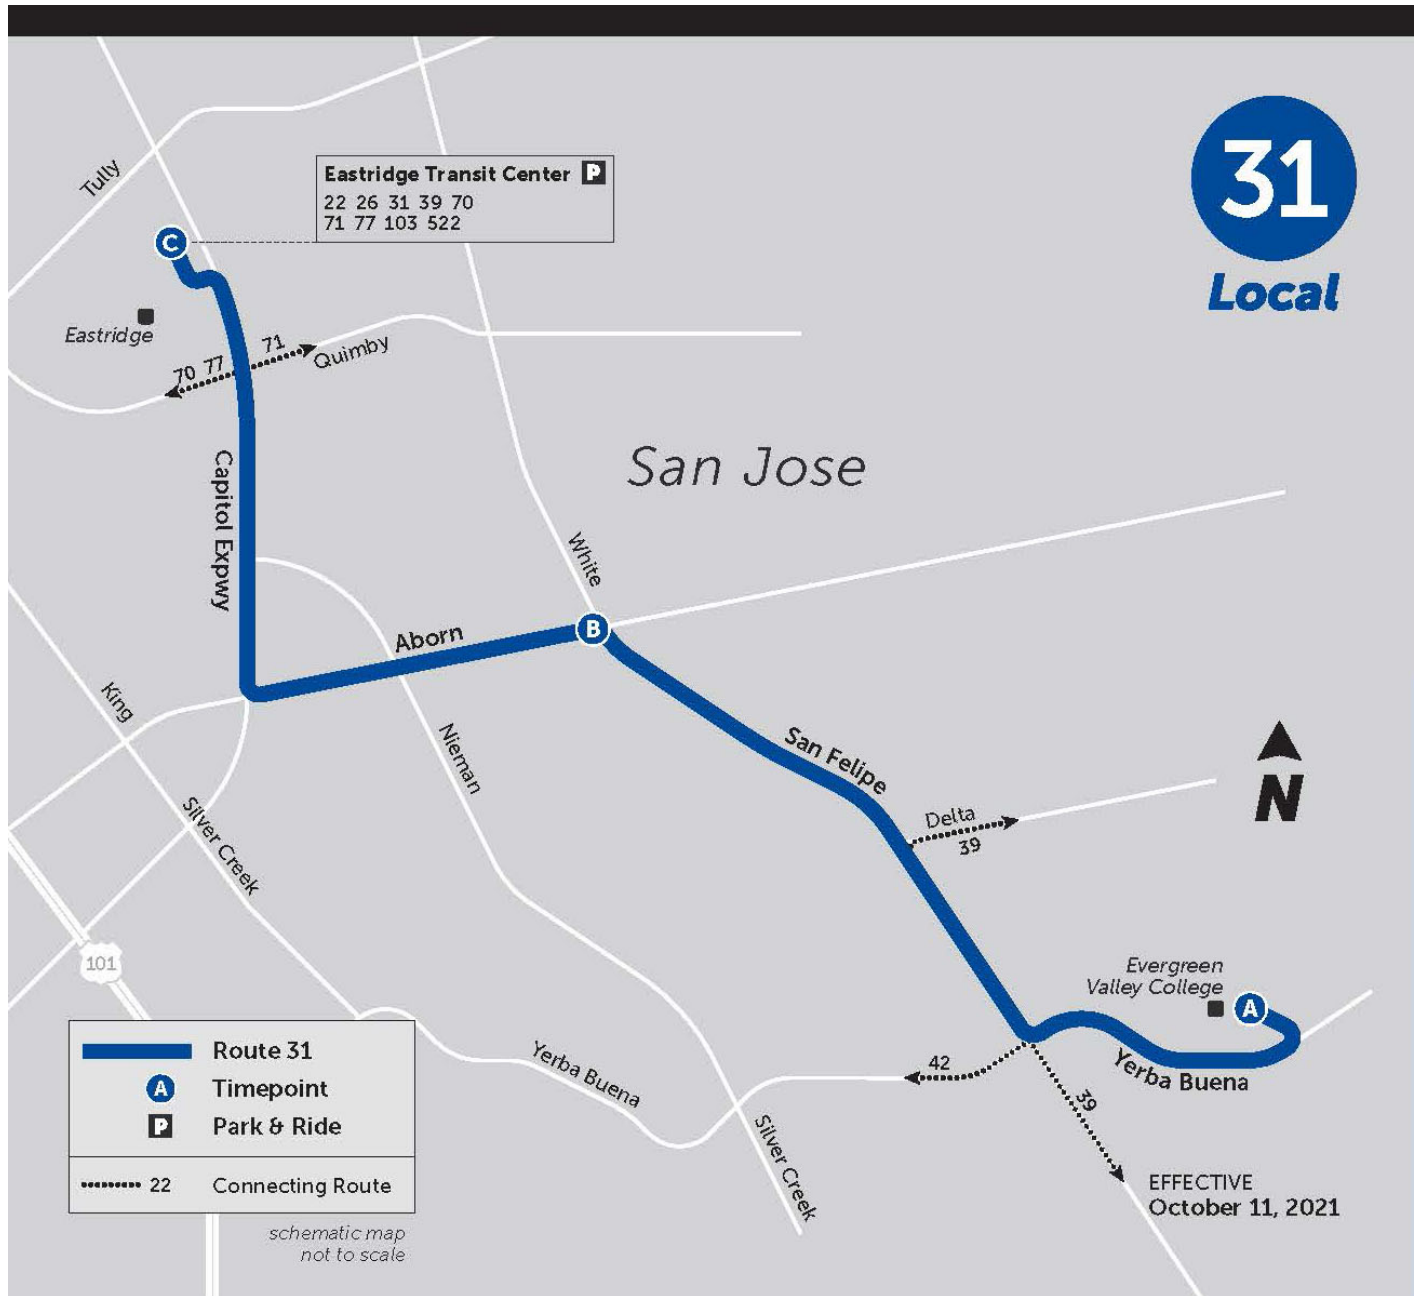 31
Local
Tully
Eastridge Transit Center P
22 26 31 39 70
71 77 103 522
C
Eastridge
70 77
71
Quimby
San Jose
Capitol Expwy
White
Aborn
B
King
Nieman
San Felipe
Silver Creek
Delta
39
N
101
Evergreen
Valley College
A
42
Yerba Buena
39
Yerba Buena
Silver Creek
EFFECTIVE
October 11, 2021
Route 31
A Timepoint
P Park & Ride
22 Connecting Route
schematic map
not to scale